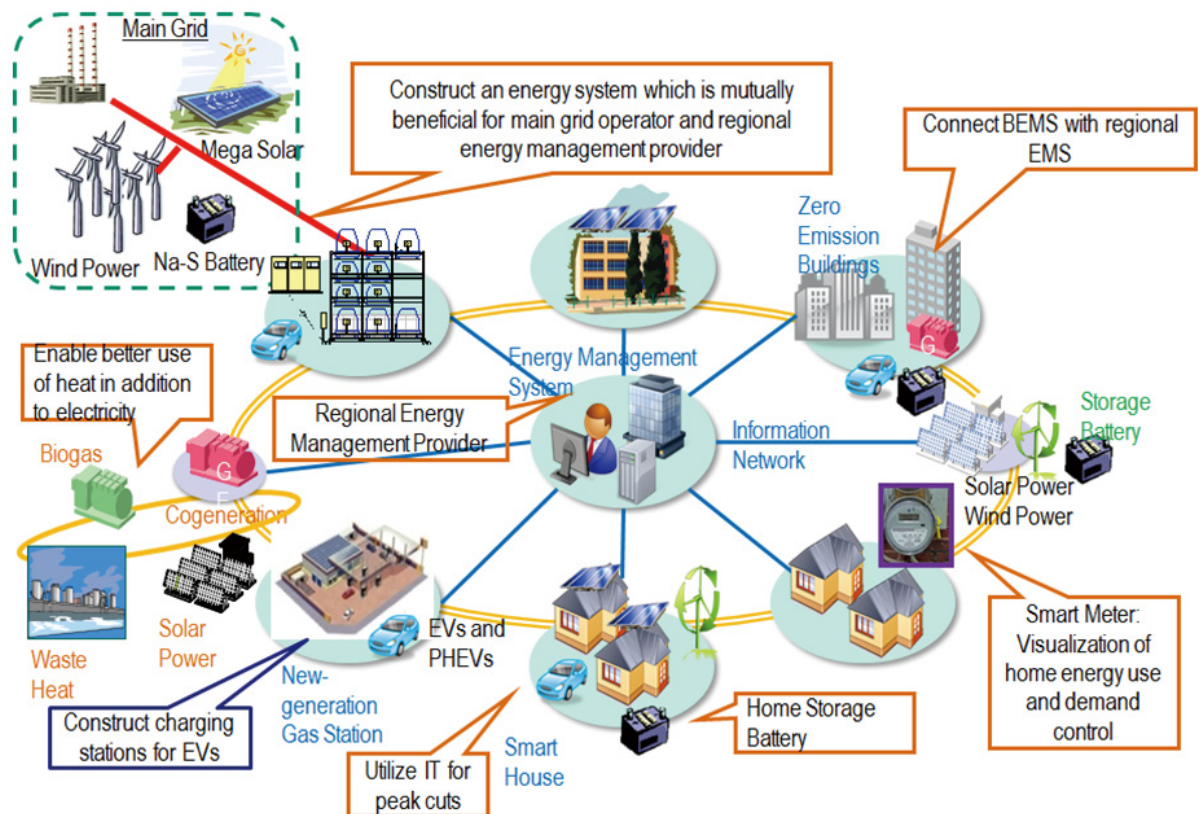 Main Grid
Mega Solar
Wind Power
Na-S Battery
Construct an energy system which is mutually
beneficial for main grid operator and regional
energy management provider
Connect BEMS with regional
EMS
Zero
Emission
Buildings
G
Enable better use
of heat in addition
to electricity
Energy Management
System
Regional Energy
Management Provider
Information
Network
Storage
Battery
Solar Power
Wind Power
Biogas
G
E
Cogeneration
Waste
Heat
Solar
Power
EVs and
PHEVs
New-
generation
Gas Station
Construct charging
stations for EVs
Smart
House
Utilize IT for
peak cuts
Home Storage
Battery
Smart Meter:
Visualization of
home energy use
and demand
control